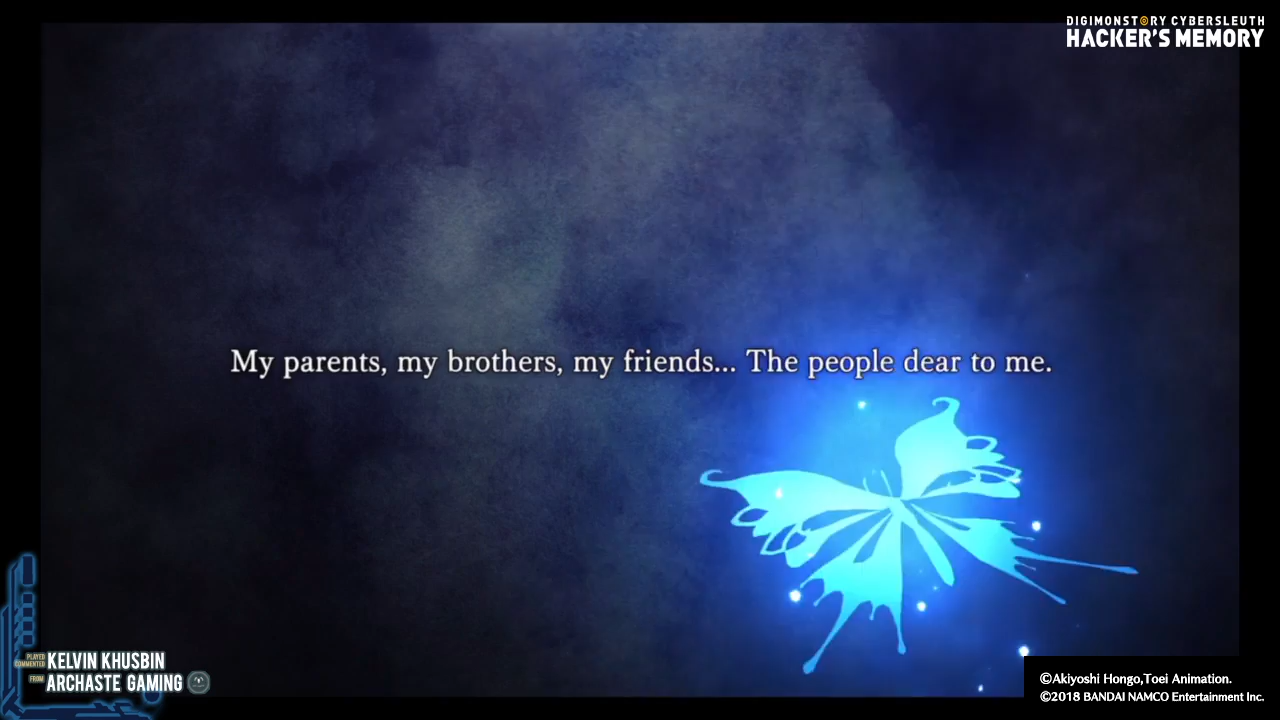 DIGIMONSTORY CYBERSLEUTH
HACKER'S MEMORY
My parents, my brothers, my friends... The people dear to me.
PLAYED
COMMENTED
KELVIN KHUSBIN
FROM
ARCHASTE GAMING
©Akiyoshi Hongo,Toei Animation.
©2018 BANDAI NAMCO Entertainment Inc.